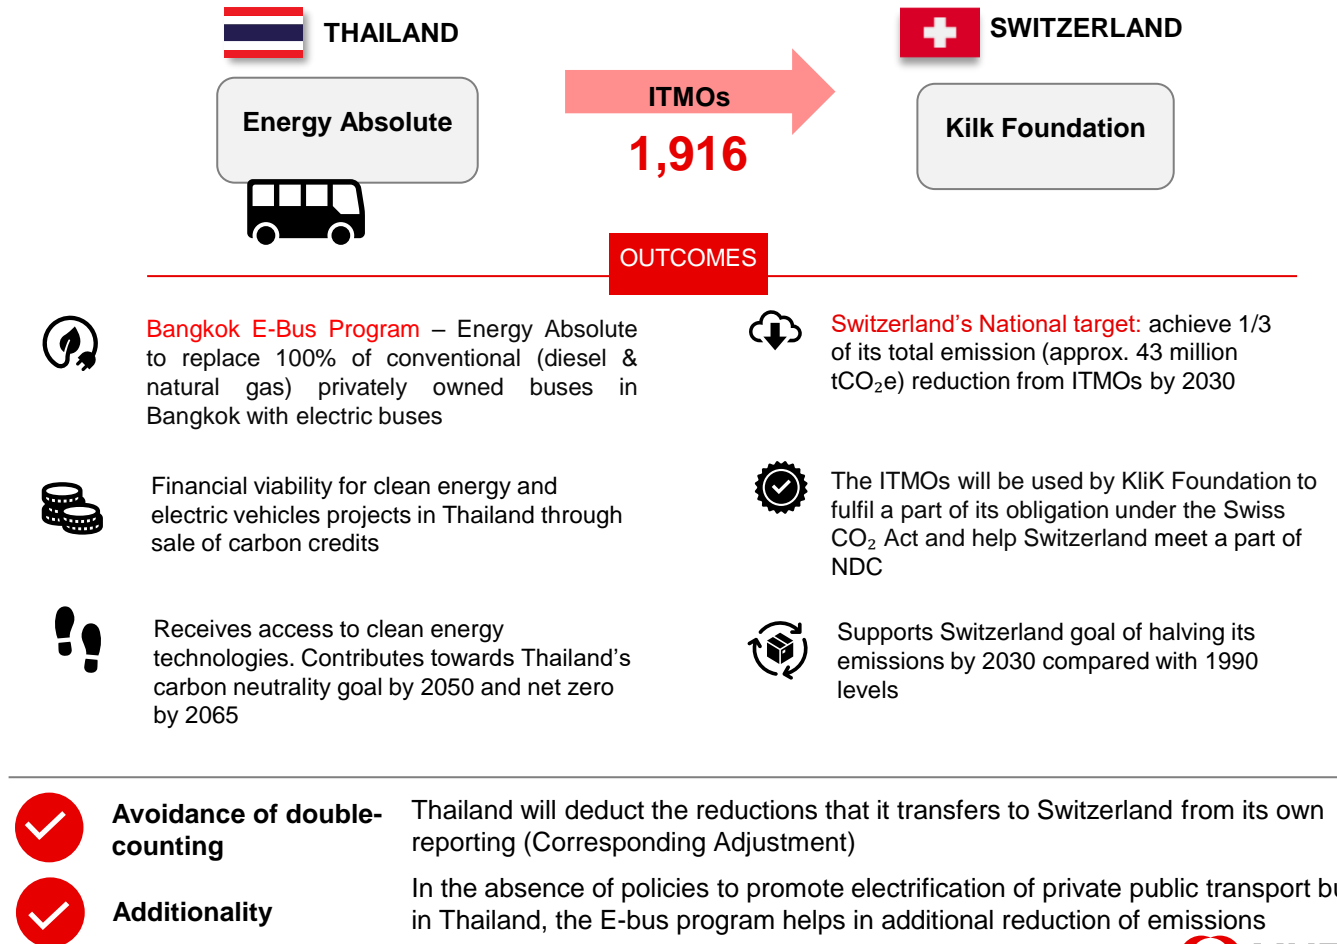 THAILAND
SWITZERLAND
Energy Absolute
ITMOs
1,916
Kilk Foundation
OUTCOMES
Bangkok E-Bus Program – Energy Absolute
to replace 100% of conventional (diesel &
natural gas) privately owned buses in
Bangkok with electric buses
Financial viability for clean energy and
electric vehicles projects in Thailand through
sale of carbon credits
Receives access to clean energy
technologies. Contributes towards Thailand's
carbon neutrality goal by 2050 and net zero
by 2065
Switzerland's National target: achieve 1/3
of its total emission (approx. 43 million
tCO₂e) reduction from ITMOs by 2030
The ITMOs will be used by KliK Foundation to
fulfil a part of its obligation under the Swiss
CO₂ Act and help Switzerland meet a part of
NDC
Supports Switzerland goal of halving its
emissions by 2030 compared with 1990
levels
Avoidance of double-
counting
Thailand will deduct the reductions that it transfers to Switzerland from its own
reporting (Corresponding Adjustment)
Additionality
In the absence of policies to promote electrification of private public transport
in Thailand, the E-bus program helps in additional reduction of emissions